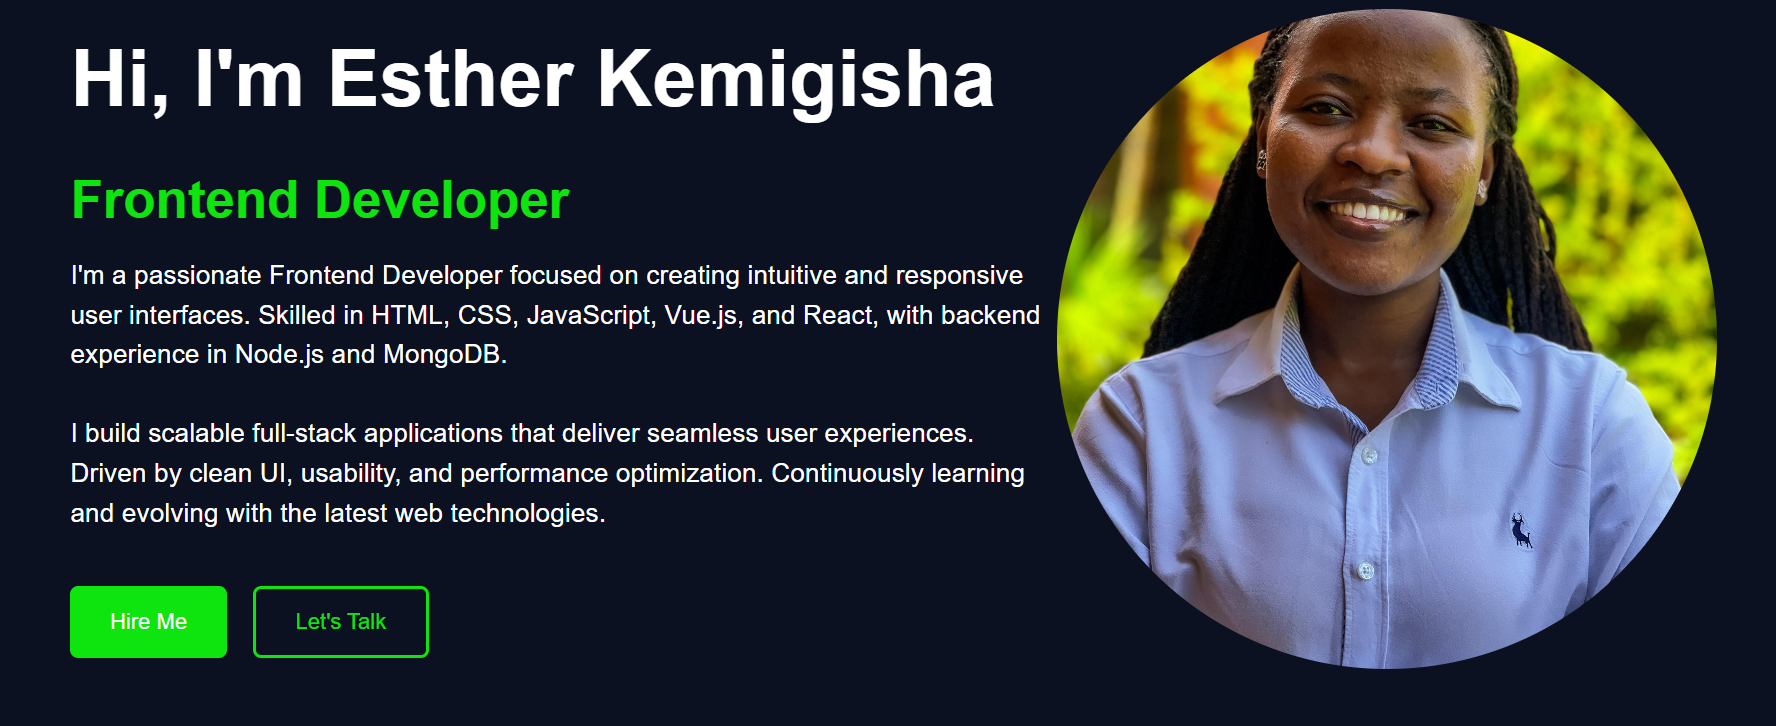 Hi, I'm Esther Kemigisha
Frontend Developer
I'm a passionate Frontend Developer focused on creating intuitive and responsive
user interfaces. Skilled in HTML, CSS, JavaScript, Vue.js, and React, with backend
experience in Node.js and MongoDB.
I build scalable full-stack applications that deliver seamless user experiences.
Driven by clean UI, usability, and performance optimization. Continuously learning
and evolving with the latest web technologies.
Hire Me
Let's Talk